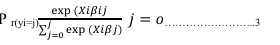 P r(yi=j) exp (Xiβij) / ∑ j j=0 exp (Xiβj) j = o……………………..3